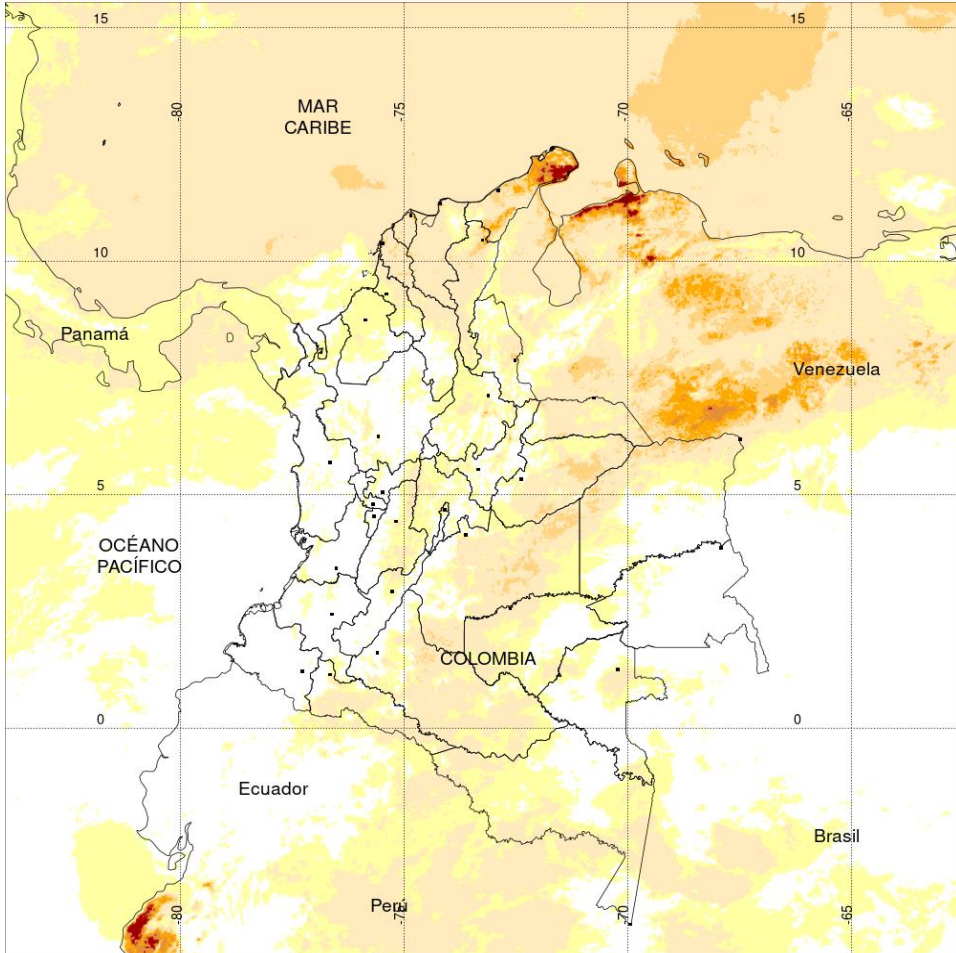 15
15
-80
-75
-70
-65
MAR
CARIBE
10
10
Panamá
Venezuela
5
5
OCÉANO
PACÍFICO
COLOMBIA
0
0
Ecuador
Brasil
Perú
-80
-75
-70
-65